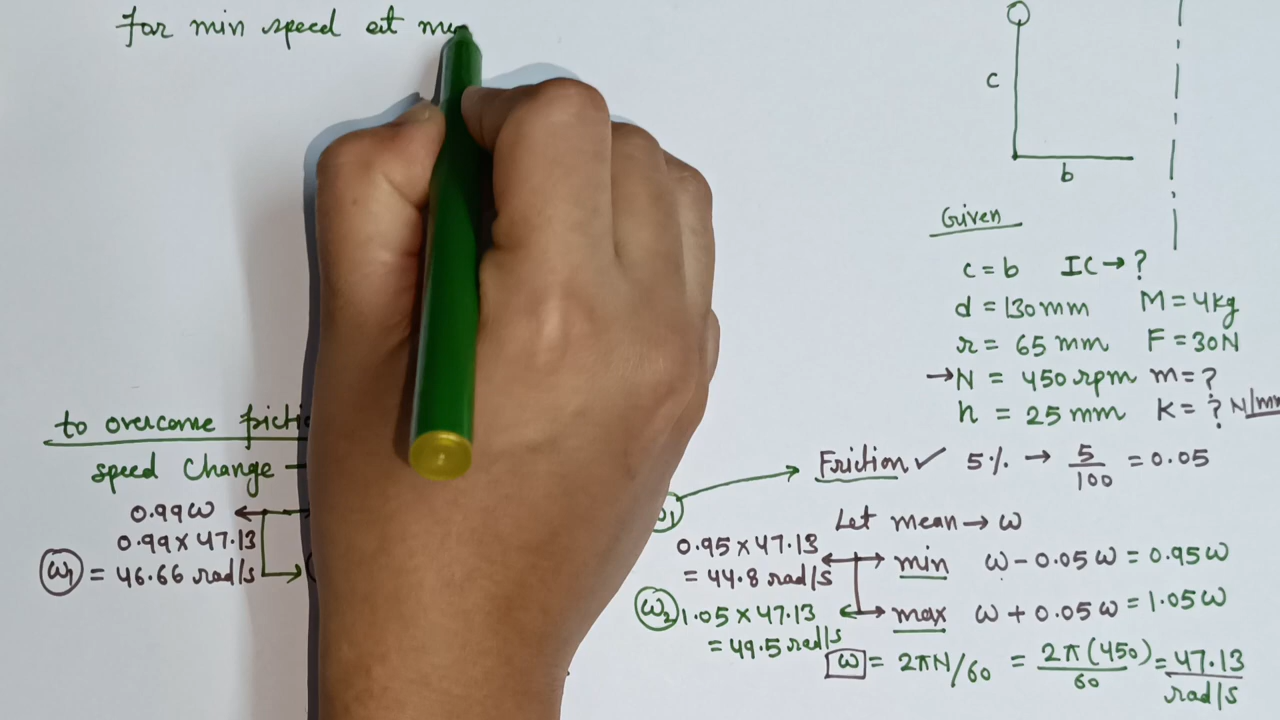 For min speed at
c
b
Given
c = b IC → ?
d = 130 mm M = 4kg
r = 65 mm F = 30N
→ N = 450 rpm m = ?
h = 25 mm K = ? N/mm
to overcome
speed Change –
0.99ω
0.99 × 47.13
ω1 = 46.66 rad/s
Friction ✓ 5% → 5/100 = 0.05
Let mean → ω
0.95 × 47.13
= 44.8 rad/s
min ω – 0.05ω = 0.95ω
ω2 1.05 × 47.13
= 49.5 rad/s
max ω + 0.05ω = 1.05ω
ω = 2πN/60 = 2π(450)/60 = 47.13 rad/s